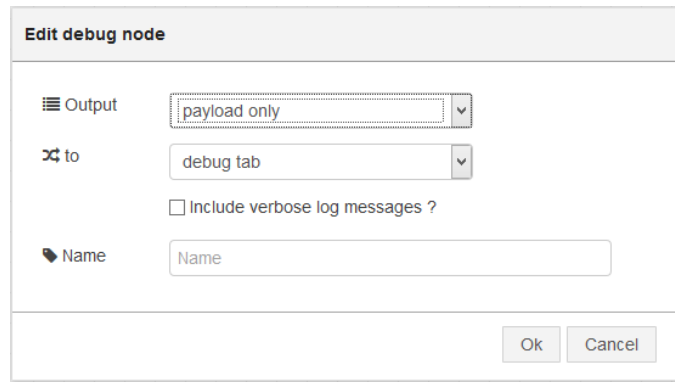 Edit debug node
Output
payload only
to
debug tab
Include verbose log messages ?
Name
Name
Ok
Cancel